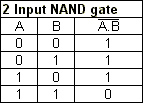 2 Input NAND gate
A B A.B
0 0 1
0 1 1
1 0 1
1 1 0